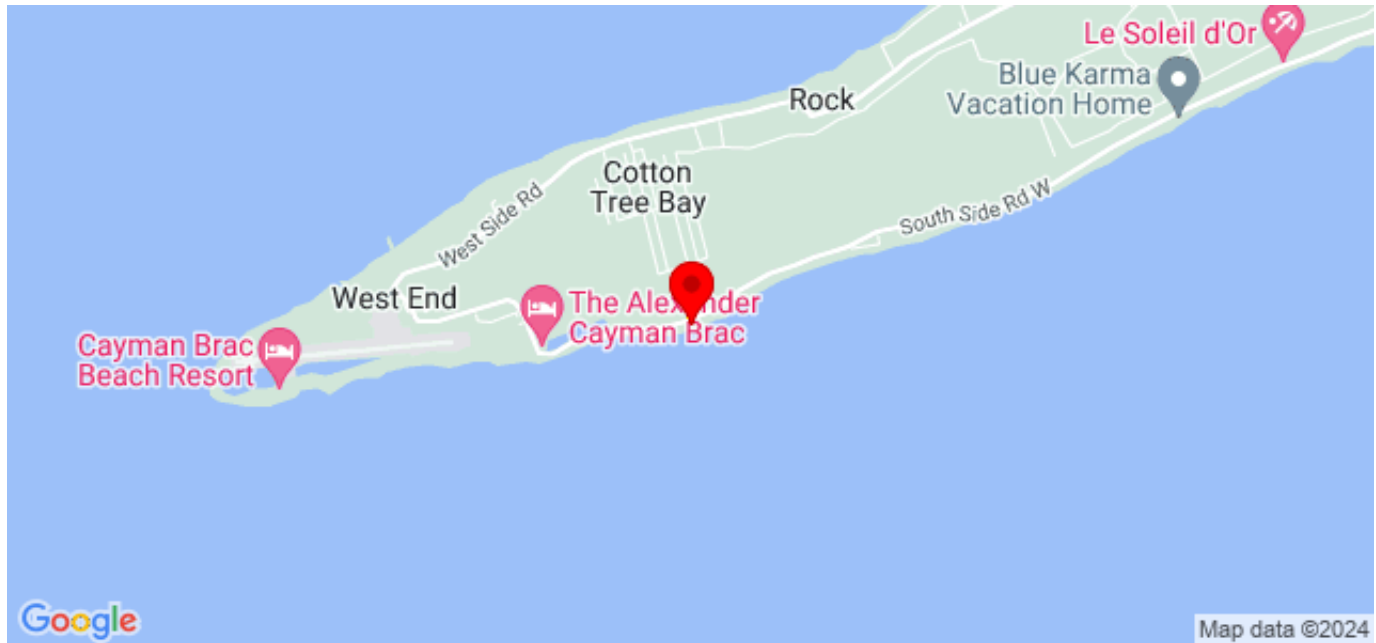 Le Soleil d'Or
Blue Karma
Vacation Home
Rock
Cotton
Tree Bay
West Side Rd
South Side Rd W
West End
The Alexander
Cayman Brac
Cayman Brac
Beach Resort
Google
Map data ©2024